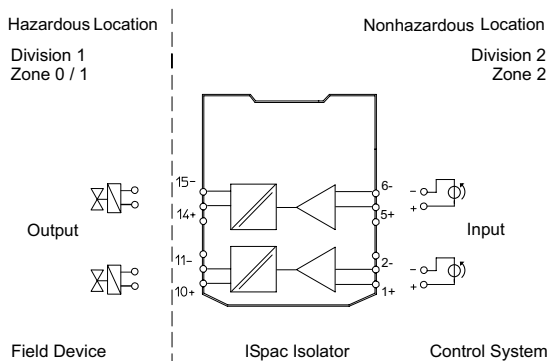 Hazardous Location
Nonhazardous Location
Division 1
Zone 0 / 1
Division 2
Zone 2
15-
14+
6-
5+
- +
Output
Input
11-
10+
2-
1+
- +
Field Device
ISpac Isolator
Control System